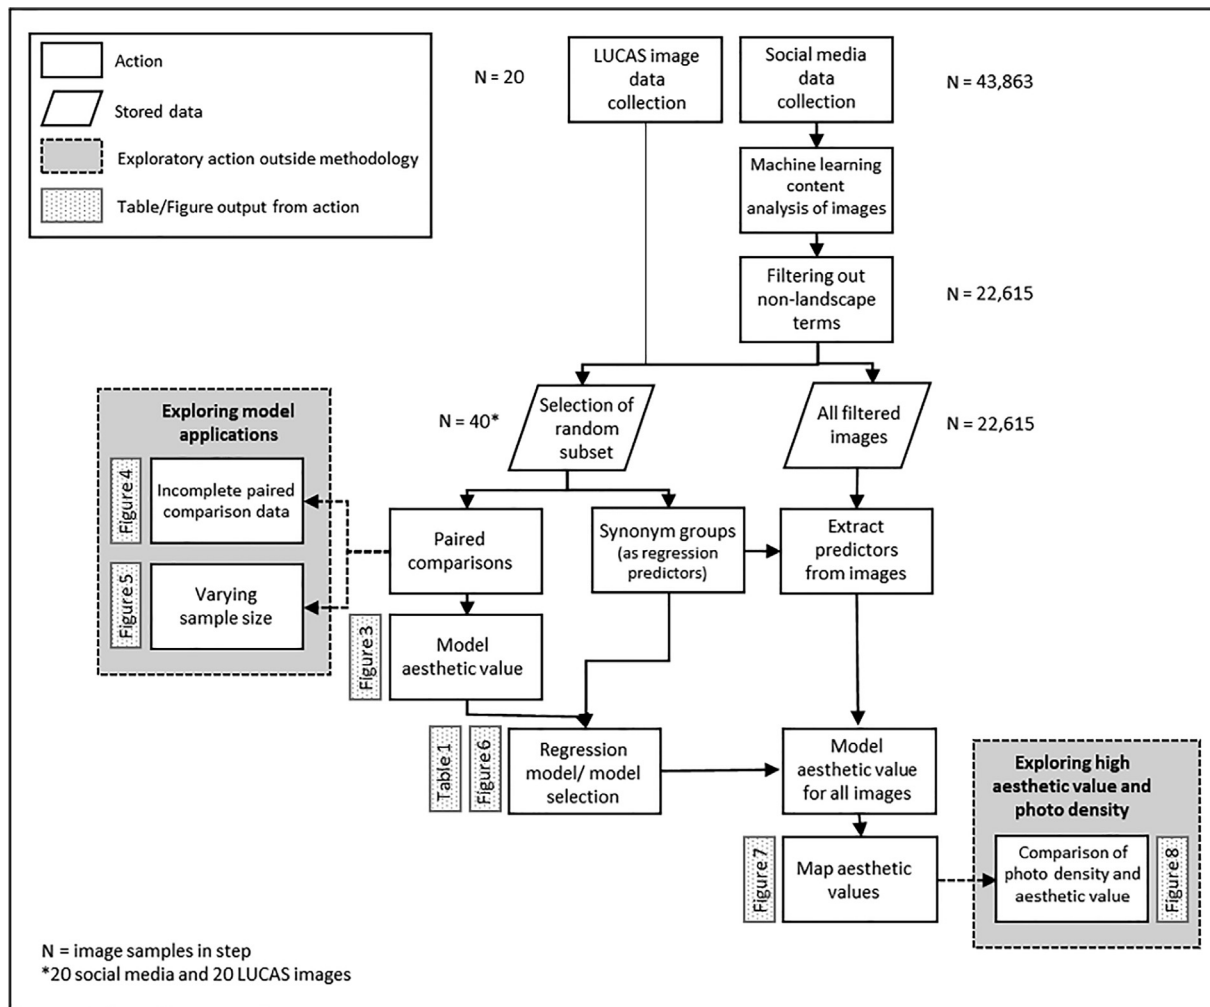 Action
Stored data
Exploratory action outside methodology
Table/Figure output from action
N = 20
LUCAS image
data
collection
Social media
data
collection
N = 43,863
Machine learning
content
analysis of images
Filtering out
non-landscape
terms
N = 22,615
N = 40*
Selection of
random
subset
All filtered
images
N = 22,615
Exploring model
applications
Figure 4
Incomplete paired
comparison data
Figure 5
Varying
sample size
Paired
comparisons
Synonym groups
(as regression
predictors)
Extract
predictors
from images
Figure 3
Model
aesthetic value
Table 1
Figure 6
Regression
model/ model
selection
Model
aesthetic value
for all images
Exploring high
aesthetic value and
photo density
Figure 7
Map aesthetic
values
Comparison of
photo density and
aesthetic value
Figure 8
N = image samples in step
*20 social media and 20 LUCAS images